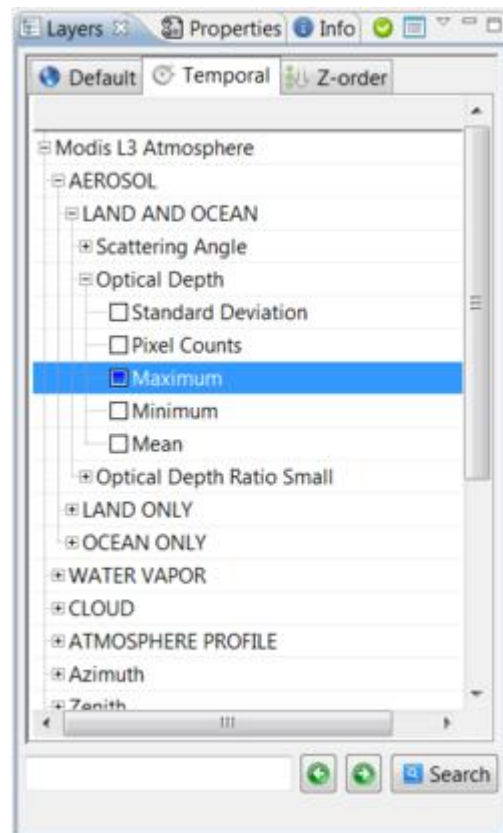 Layers Properties Info
Default Temporal Z-order
Modis L3 Atmosphere
AEROSOL
LAND AND OCEAN
Scattering Angle
Optical Depth
Standard Deviation
Pixel Counts
Maximum
Minimum
Mean
Optical Depth Ratio Small
LAND ONLY
OCEAN ONLY
WATER VAPOR
CLOUD
ATMOSPHERE PROFILE
Azimuth
Zenith
Search